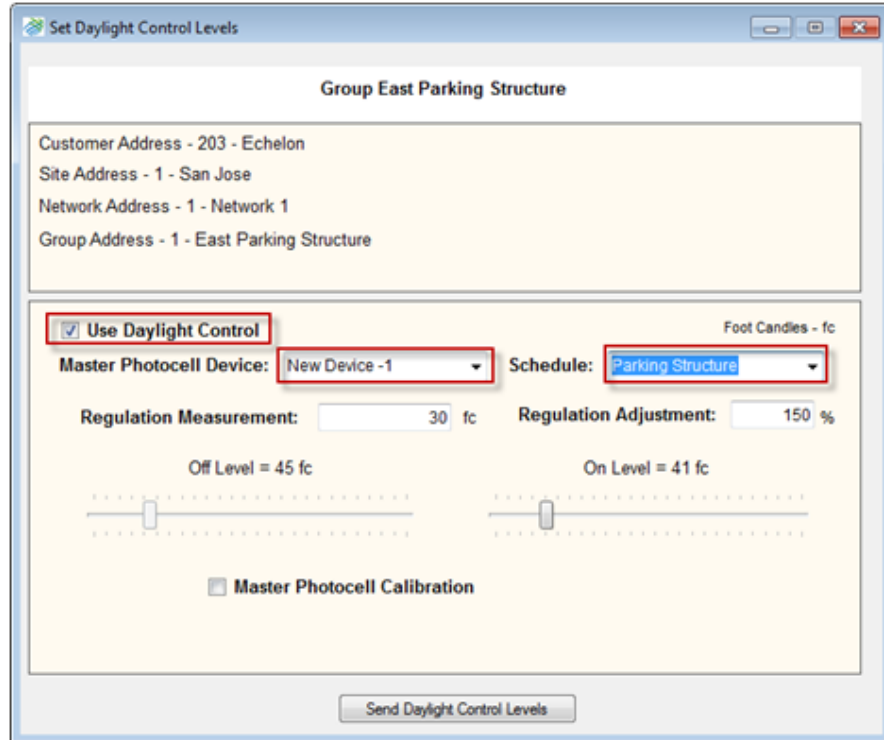 Set Daylight Control Levels
Group East Parking Structure
Customer Address - 203 - Echelon
Site Address - 1 - San Jose
Network Address - 1 - Network 1
Group Address - 1 - East Parking Structure
Use Daylight Control Foot Candles - fc
Master Photocell Device: New Device -1 Schedule: Parking Structure
Regulation Measurement: 30 fc Regulation Adjustment: 150 %
Off Level = 45 fc On Level = 41 fc
Master Photocell Calibration
Send Daylight Control Levels